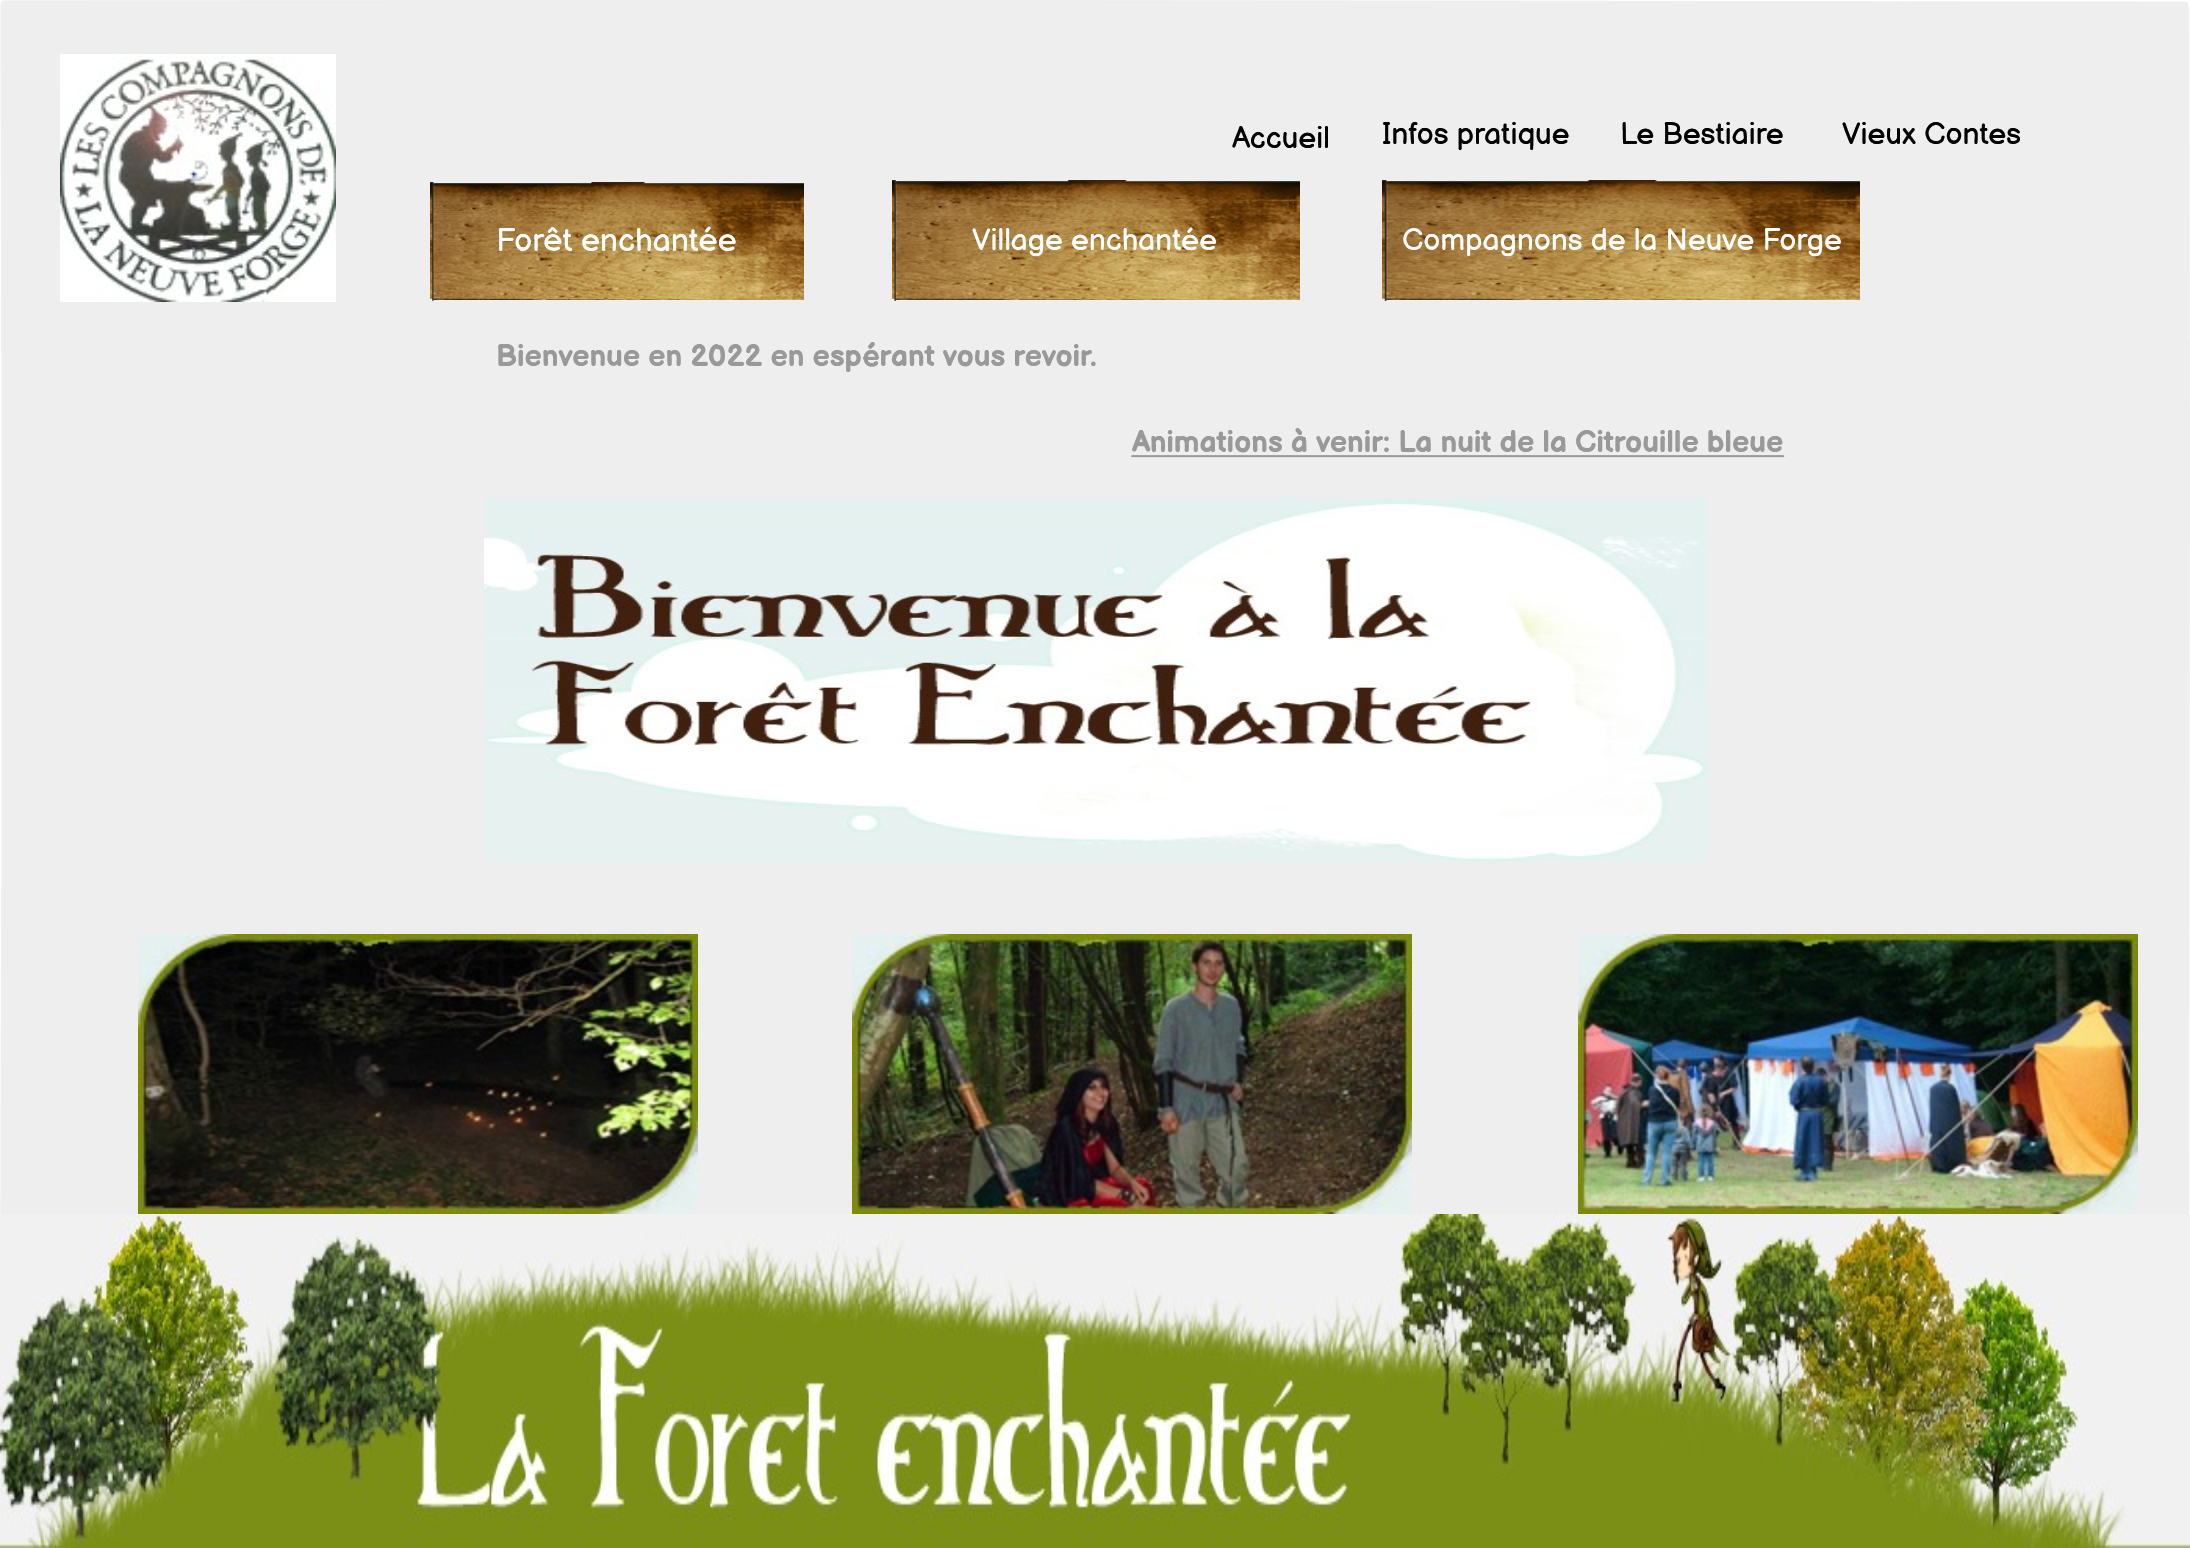 LES COMPAGNONS DE
LA NEUVE FORGE
Accueil
Infos pratique
Le Bestiaire
Vieux Contes
Forêt enchantée
Village enchantée
Compagnons de la Neuve Forge
Bienvenue en 2022 en espérant vous revoir.
Animations à venir: La nuit de la Citrouille bleue
Bienvenue à la
Forêt Enchantée
La Foret enchantée